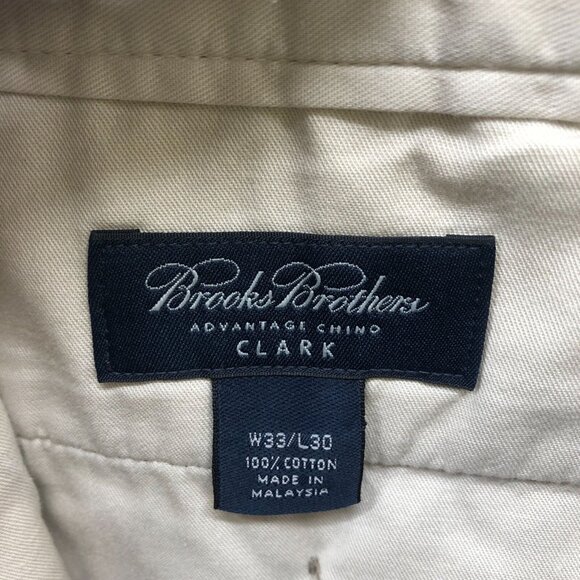 Brooks Brothers
ADVANTAGE CHINO
CLARK
W33/L30
100% COTTON
MADE IN
MALAYSIA